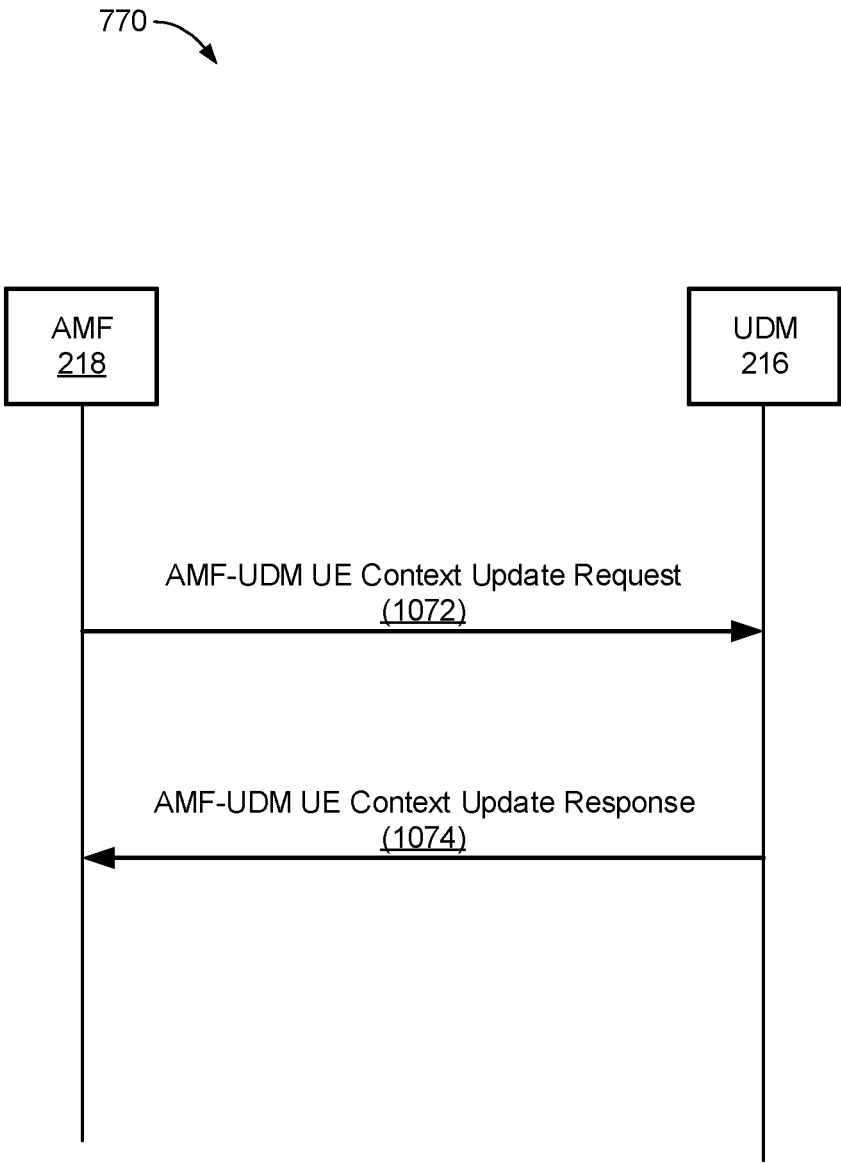 770
AMF
218
UDM
216
AMF-UDM UE Context Update Request
(1072)
AMF-UDM UE Context Update Response
(1074)